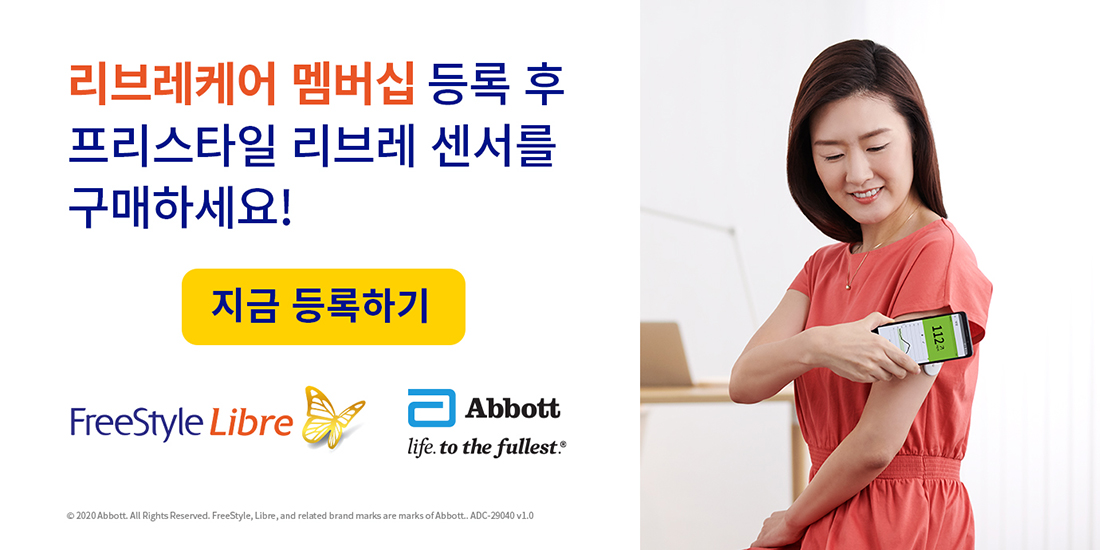 리브레케어 멤버십 등록 후
프리스타일 리브레 센서를
구매하세요!
지금 등록하기
FreeStyle Libre
Abbott
life. to the fullest.®
© 2020 Abbott. All Rights Reserved. FreeStyle, Libre, and related brand marks are marks of Abbott.. ADC-29040 v1.0
112